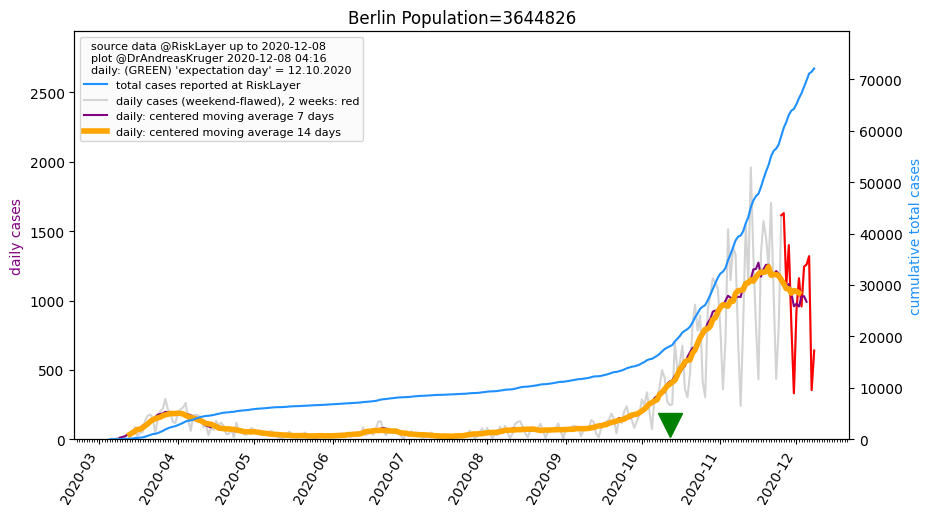 Berlin Population=3644826
source data @RiskLayer up to 2020-12-08
plot @DrAndreasKruger 2020-12-08 04:16
daily: (GREEN) 'expectation day' = 12.10.2020
total cases reported at RiskLayer
daily cases (weekend-flawed), 2 weeks: red
daily: centered moving average 7 days
daily: centered moving average 14 days
daily cases
2500
2000
1500
1000
500
0
70000
60000
50000
40000
30000
20000
10000
0
cumulative total cases
2020-03
2020-04
2020-05
2020-06
2020-07
2020-08
2020-09
2020-10
2020-11
2020-12